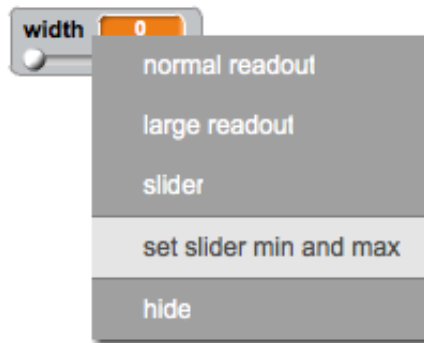 width 0
normal readout
large readout
slider
set slider min and max
hide